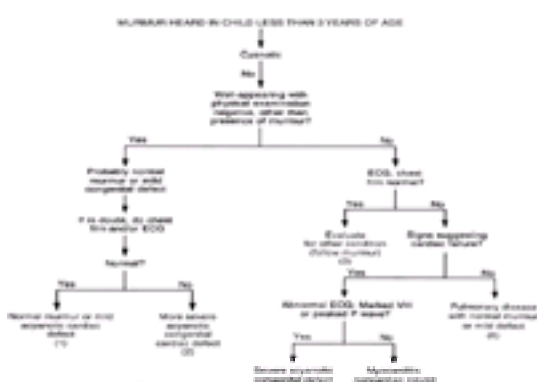 MURMUR HEARD IN CHILD LESS THAN 3 YEARS OF AGE
Cyanotic
No
Well-appearing with
physical examination
negative, other than
presence of murmur?
Yes
No
Probably normal
murmur or mild
congenital defect
ECG, chest
film normal?
Yes
No
If in doubt, do chest
film and/or ECG
Evaluate
for other condition
(follow murmur)
Signs suggesting
cardiac failure?
Normal?
Yes
No
Yes
No
Normal murmur or mild
acyanotic cardiac
defect
(1)
More severe
acyanotic
congenital
cardiac defect
(2)
Abnormal ECG: Marked VH
or peaked P wave?
Pulmonary disease
with normal murmur
or mild defect
Yes
No
Severe acyanotic
congenital defect
Myocarditis